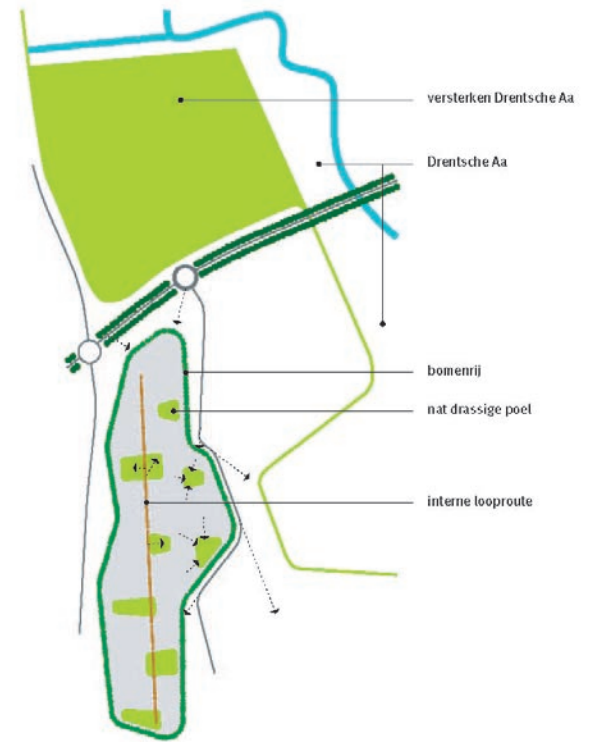 versterken Drentsche Aa
Drentsche Aa
bomenrij
nat drassige poel
interne looproute